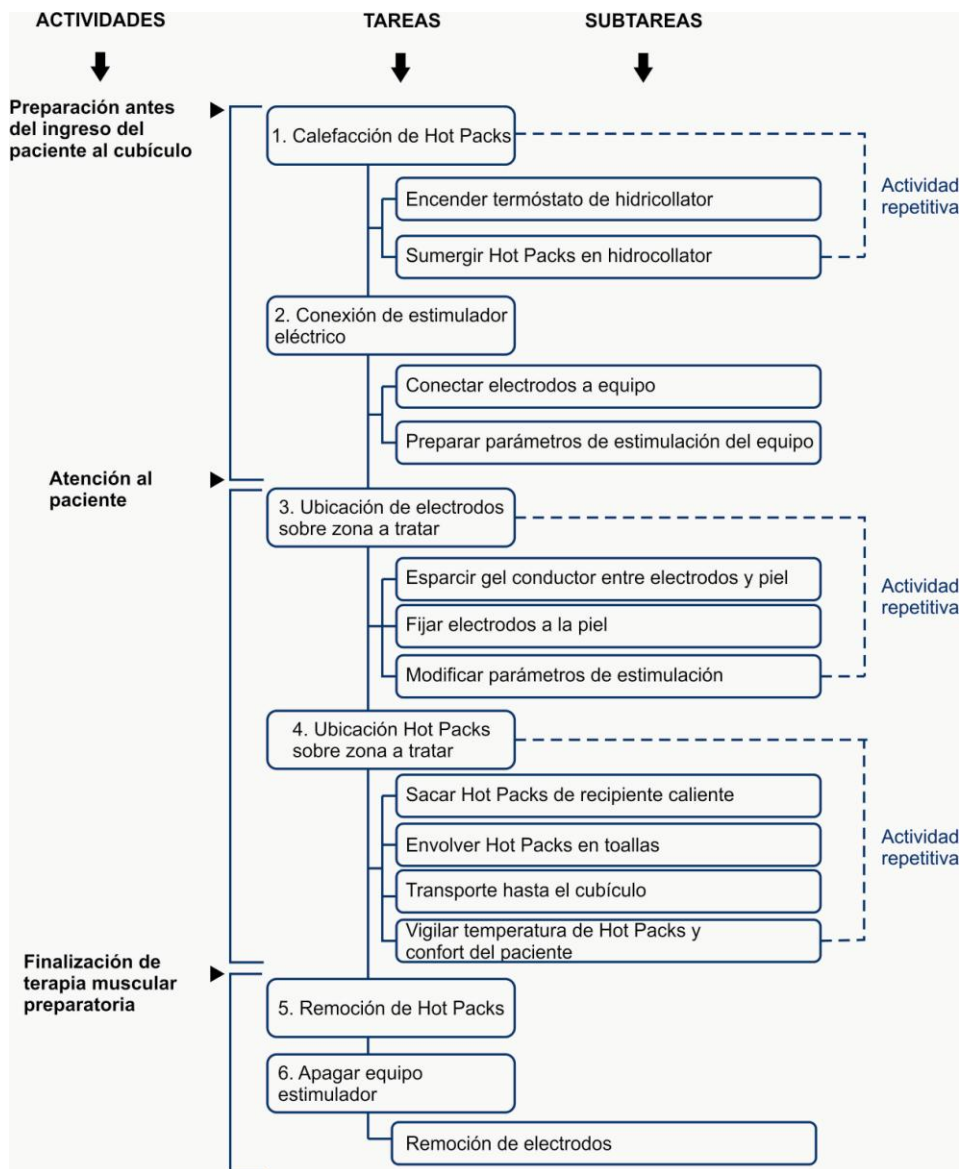 ACTIVIDADES
TAREAS
SUBTAREAS
Preparación antes
del ingreso del
paciente al cubículo
1. Calefacción de Hot Packs
Encender termóstato de hidricollator
Sumergir Hot Packs en hidrocollator
Actividad
repetitiva
2. Conexión de estimulador
eléctrico
Conectar electrodos a equipo
Preparar parámetros de estimulación del equipo
Atención al
paciente
3. Ubicación de electrodos
sobre zona a tratar
Esparcir gel conductor entre electrodos y piel
Fijar electrodos a la piel
Modificar parámetros de estimulación
Actividad
repetitiva
4. Ubicación Hot Packs
sobre zona a tratar
Sacar Hot Packs de recipiente caliente
Envolver Hot Packs en toallas
Transporte hasta el cubículo
Vigilar temperatura de Hot Packs y
confort del paciente
Actividad
repetitiva
Finalización de
terapia muscular
preparatoria
5. Remoción de Hot Packs
6. Apagar equipo
estimulador
Remoción de electrodos